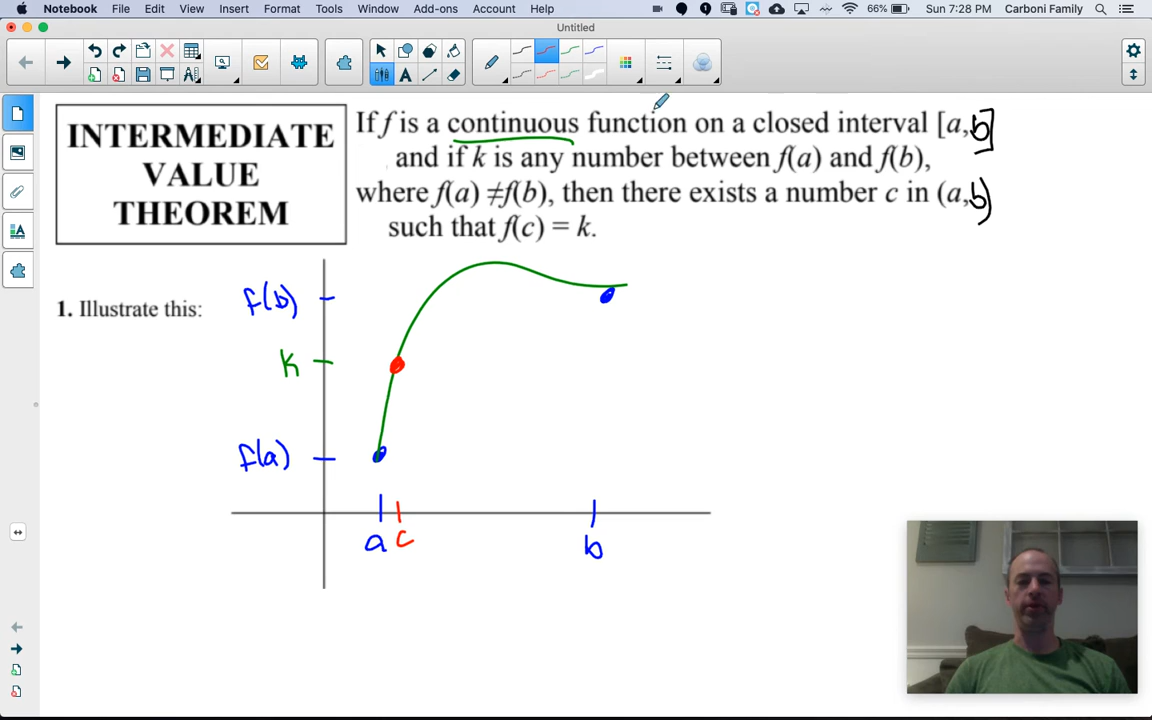 Notebook File Edit View Insert Format Tools Window Add-ons Account Help 66% Sun 7:28 PM Carboni Family
Untitled
INTERMEDIATE
VALUE
THEOREM
If f is a continuous function on a closed interval [a,b]
and if k is any number between f(a) and f(b),
where f(a) ≠f(b), then there exists a number c in (a,b)
such that f(c) = k.
1. Illustrate this:
f(b)
k
f(a)
a c b